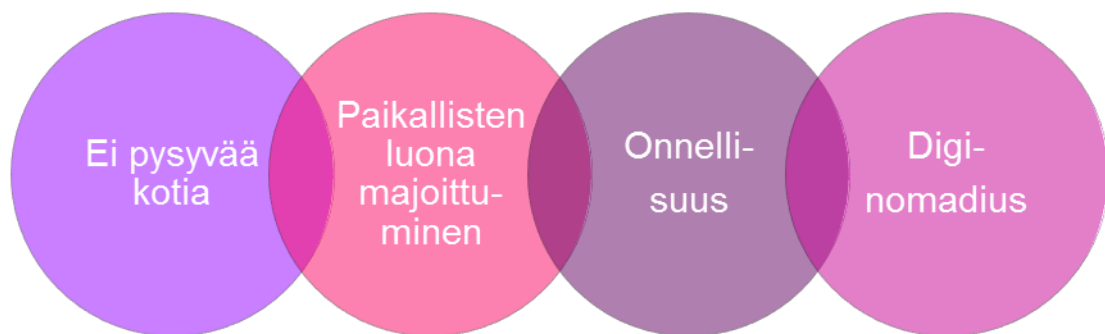 Ei pysyvää
kotia
Paikallisten
luona
majoittu-
minen
Onnelli-
suus
Digi-
nomadius